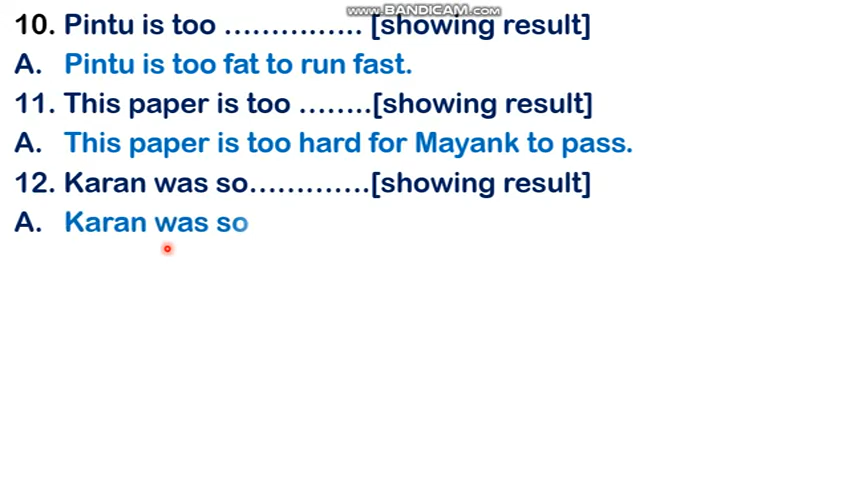 www.BANDICAM.com
10. Pintu is too …………… [showing result]
A. Pintu is too fat to run fast.
11. This paper is too ……..[showing result]
A. This paper is too hard for Mayank to pass.
12. Karan was so………….[showing result]
A. Karan was so